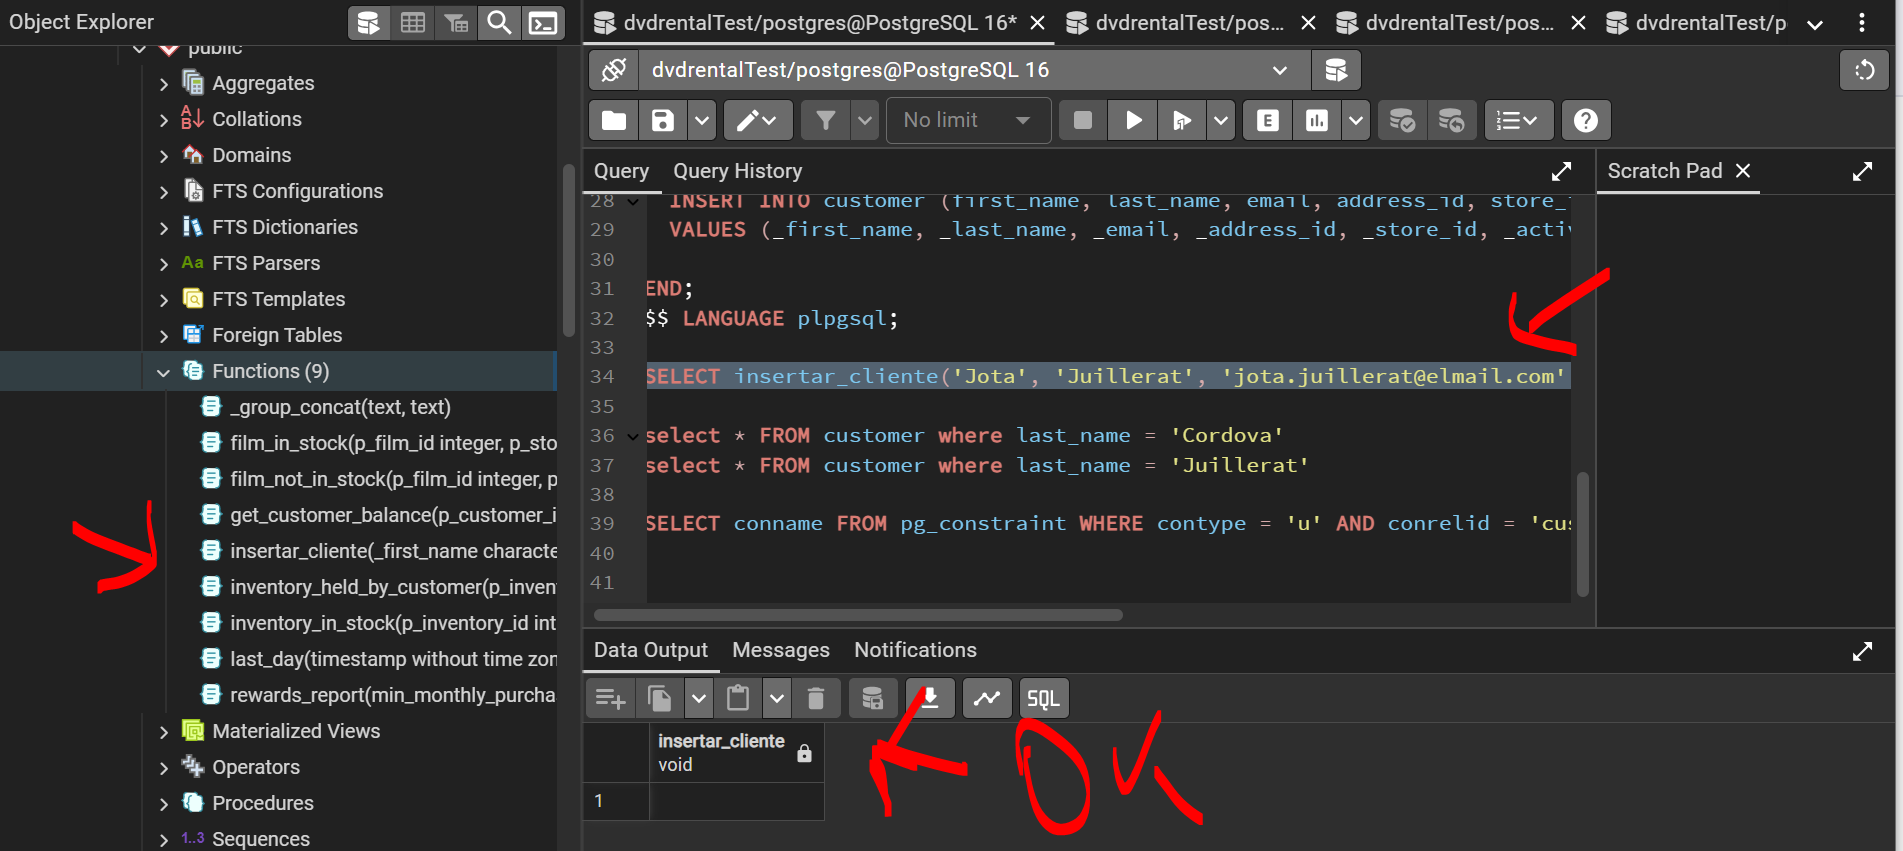 Object Explorer
public
Aggregates
Collations
Domains
FTS Configurations
FTS Dictionaries
Aa FTS Parsers
FTS Templates
Foreign Tables
Functions (9)
_group_concat(text, text)
film_in_stock(p_film_id integer, p_sto
film_not_in_stock(p_film_id integer, p
get_customer_balance(p_customer_i
insertar_cliente(_first_name characte
inventory_held_by_customer(p_inven
inventory_in_stock(p_inventory_id int
last_day(timestamp without time zon
rewards_report(min_monthly_purcha
Materialized Views
Operators
Procedures
1..3 Sequences
dvdrentalTest/postgres@PostgreSQL 16*
dvdrentalTest/pos...
dvdrentalTest/pos...
dvdrentalTest/p
dvdrentalTest/postgres@PostgreSQL 16
No limit
Query Query History
Scratch Pad
28 INSERT INTO customer (first_name, last_name, email, address_id, store_
29 VALUES (_first_name, _last_name, _email, _address_id, _store_id, _activ
30
31 END;
32 $$ LANGUAGE plpgsql;
33
34 SELECT insertar_cliente('Jota', 'Juillerat', 'jota.juillerat@elmail.com'
35
36 select * FROM customer where last_name = 'Cordova'
37 select * FROM customer where last_name = 'Juillerat'
38
39 SELECT conname FROM pg_constraint WHERE contype = 'u' AND conrelid = 'cus
40
41
Data Output Messages Notifications
SQL
insertar_cliente
void
1
OK